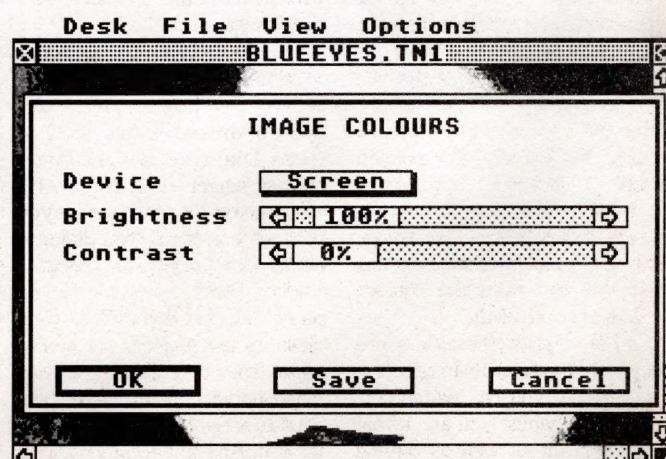 Desk File View Options
BLUEEYES.TN1
IMAGE COLOURS
Device Screen
Brightness 100%
Contrast 0%
OK Save Cancel